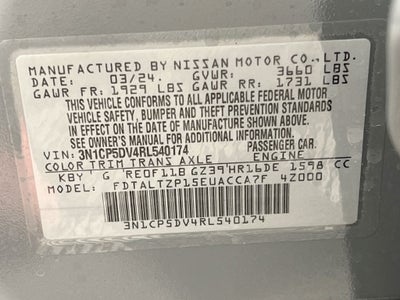 MANUFACTURED BY NISSAN MOTOR CO.,LTD.
03/24. GVWR: 3660 LBS
GAWR FR: 1929 LBS GAWR RR: 1731 LBS
THIS VEHICLE CONFORMS TO ALL APPLICABLE FEDERAL MOTOR
VEHICLE SAFETY, BUMPER AND THEFT PREVENTION STANDARDS
IN EFFECT ON THE DATE OF MANUFACTURE SHOWN ABOVE.
SEE OWNER'S MANUAL FOR ADDITIONAL INFORMATION.
VIN: 3N1CP5DV4RL540174 PASSENGER CAR.
COLOR TRIM TRANS AXLE ENGINE
KBY G RE0F11B GZ39 HR16DE 1598 CC
MODEL: FDTALTZP15EUACCA7F 4Z000
3N1CP5DV4RL540174